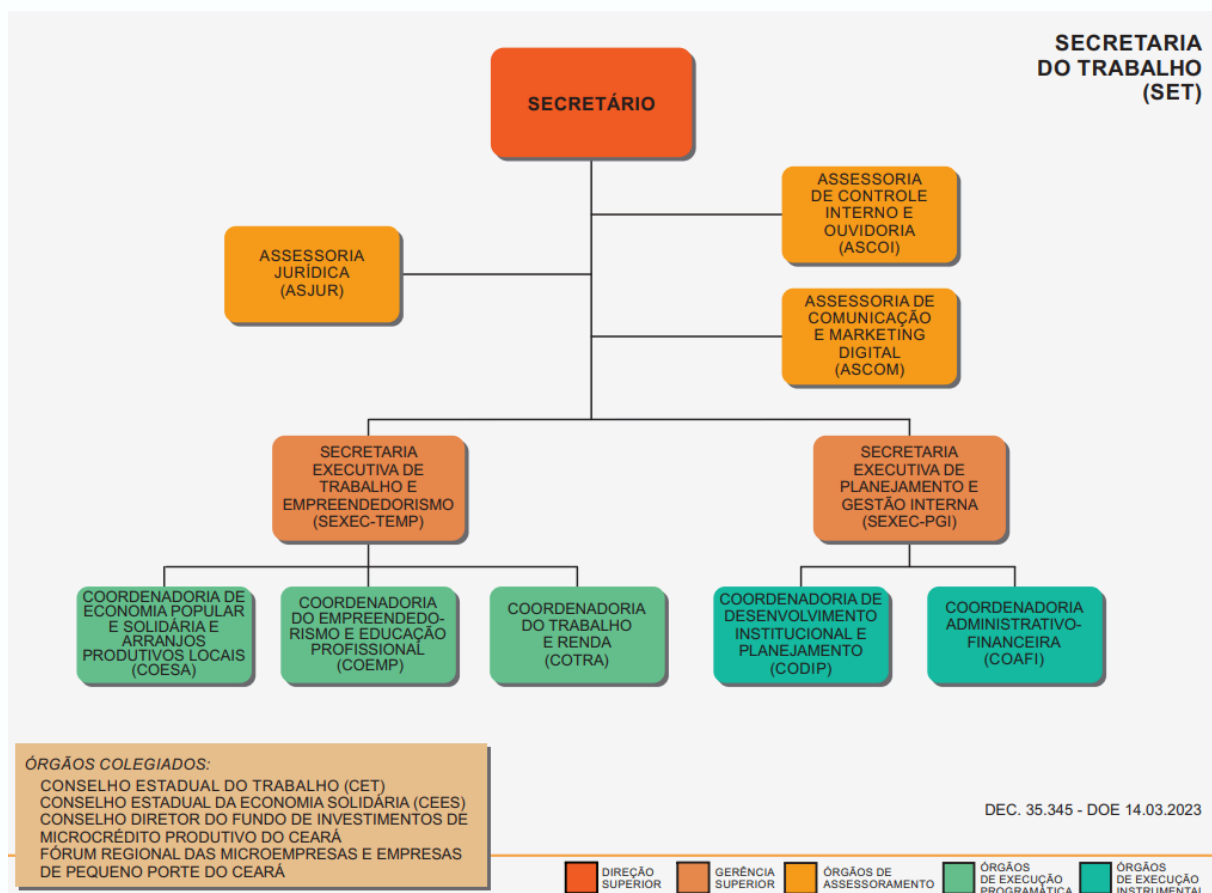 SECRETARIA
DO TRABALHO
(SET)
SECRETÁRIO
ASSESSORIA
DE CONTROLE
INTERNO E
OUVIDORIA
(ASCOI)
ASSESSORIA
JURÍDICA
(ASJUR)
ASSESSORIA DE
COMUNICAÇÃO
E MARKETING
DIGITAL
(ASCOM)
SECRETARIA
EXECUTIVA DE
TRABALHO E
EMPREENDEDORISMO
(SEXEC-TEMP)
SECRETARIA
EXECUTIVA DE
PLANEJAMENTO E
GESTÃO INTERNA
(SEXEC-PGI)
COORDENADORIA DE
ECONOMIA POPULAR
E SOLIDÁRIA E
ARRANJOS
PRODUTIVOS LOCAIS
(COESA)
COORDENADORIA
DO EMPREENDEDO-
RISMO E EDUCAÇÃO
PROFISSIONAL
(COEMP)
COORDENADORIA
DO TRABALHO
E RENDA
(COTRA)
COORDENADORIA DE
DESENVOLVIMENTO
INSTITUCIONAL E
PLANEJAMENTO
(CODIP)
COORDENADORIA
ADMINISTRATIVO-
FINANCEIRA
(COAFI)
ÓRGÃOS COLEGIADOS:
CONSELHO ESTADUAL DO TRABALHO (CET)
CONSELHO ESTADUAL DA ECONOMIA SOLIDÁRIA (CEES)
CONSELHO DIRETOR DO FUNDO DE INVESTIMENTOS DE
MICROCRÉDITO PRODUTIVO DO CEARÁ
FÓRUM REGIONAL DAS MICROEMPRESAS E EMPRESAS
DE PEQUENO PORTE DO CEARÁ
DEC. 35.345 - DOE 14.03.2023
DIREÇÃO
SUPERIOR
GERÊNCIA
SUPERIOR
ÓRGÃOS DE
ASSESSORAMENTO
ÓRGÃOS
DE EXECUÇÃO
PROGRAMÁTICA
ÓRGÃOS
DE EXECUÇÃO
INSTRUMENTAL